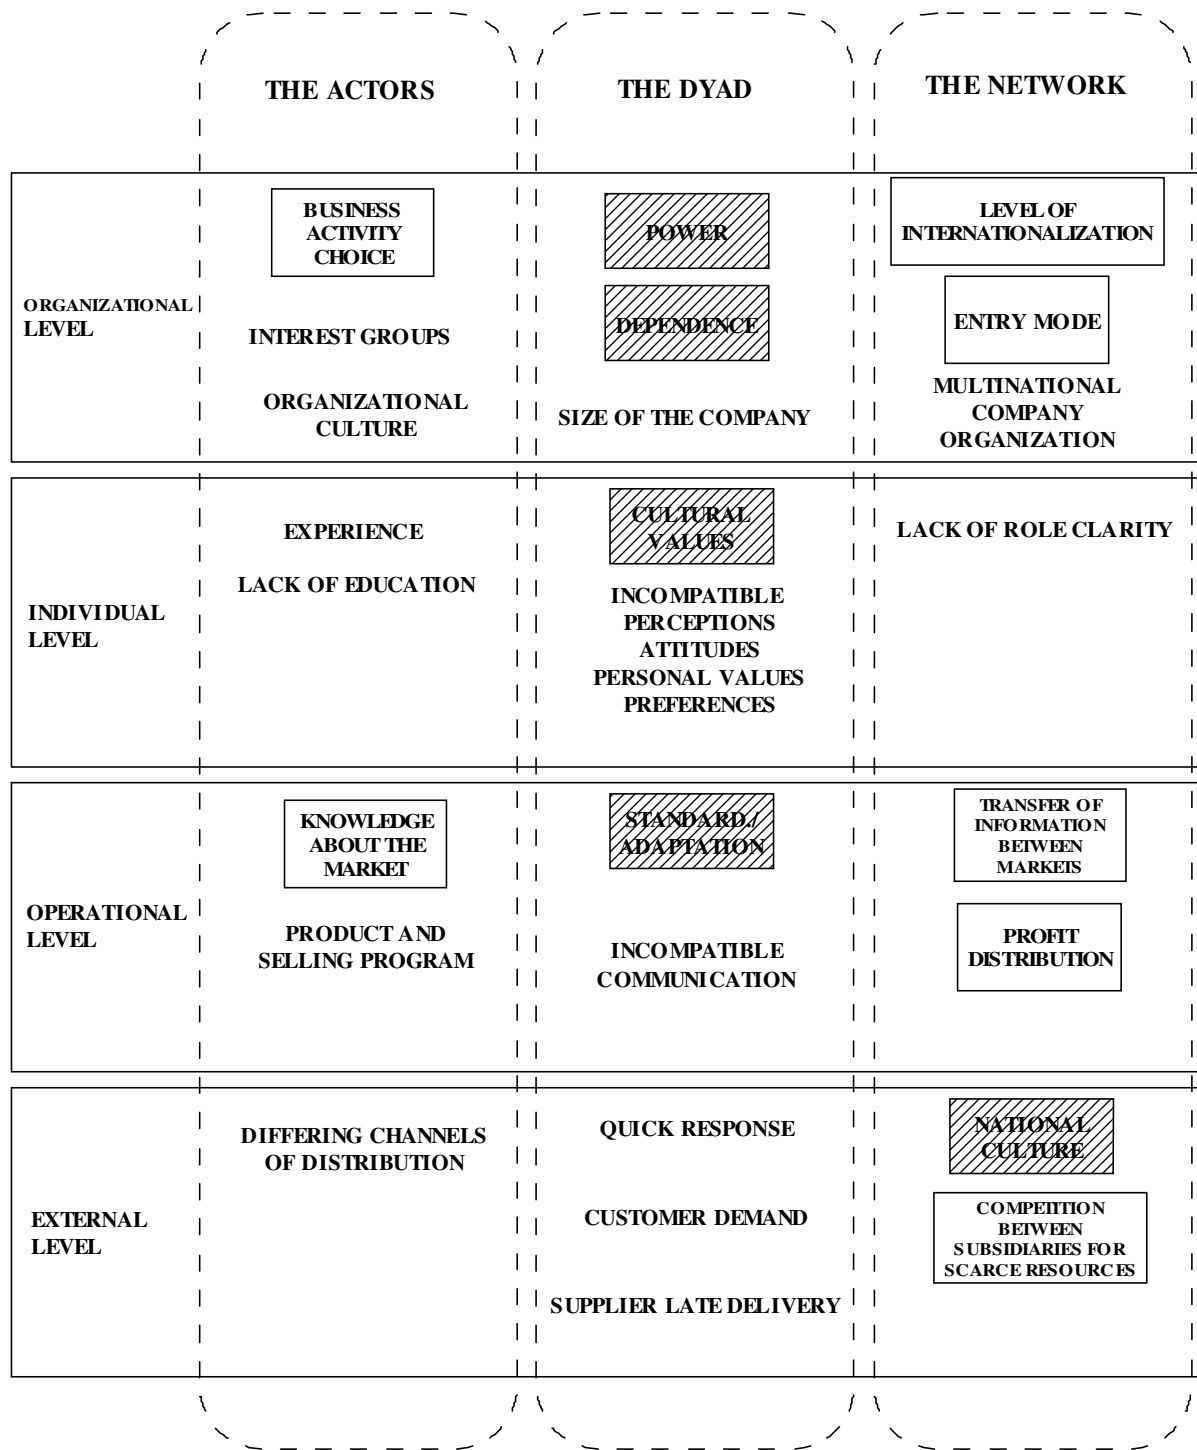 THE ACTORS
THE DYAD
THE NETWORK
ORGANIZATIONAL
LEVEL
BUSINESS
ACTIVITY
CHOICE
INTEREST GROUPS
ORGANIZATIONAL
CULTURE
POWER
DEPENDENCE
SIZE OF THE COMPANY
LEVEL OF
INTERNATIONALIZATION
ENTRY MODE
MULTINATIONAL
COMPANY
ORGANIZATION
INDIVIDUAL
LEVEL
EXPERIENCE
LACK OF EDUCATION
CULTURAL
VALUES
INCOMPATIBLE
PERCEPTIONS
ATTITUDES
PERSONAL VALUES
PREFERENCES
LACK OF ROLE CLARITY
OPERATIONAL
LEVEL
KNOWLEDGE
ABOUT THE
MARKET
PRODUCT AND
SELLING PROGRAM
STANDARD./
ADAPTATION
INCOMPATIBLE
COMMUNICATION
TRANSFER OF
INFORMATION
BETWEEN
MARKETS
PROFIT
DISTRIBUTION
EXTERNAL
LEVEL
DIFFERING CHANNELS
OF DISTRIBUTION
QUICK RESPONSE
CUSTOMER DEMAND
SUPPLIER LATE DELIVERY
NATIONAL
CULTURE
COMPETITION
BETWEEN
SUBSIDIARIES FOR
SCARCE RESOURCES